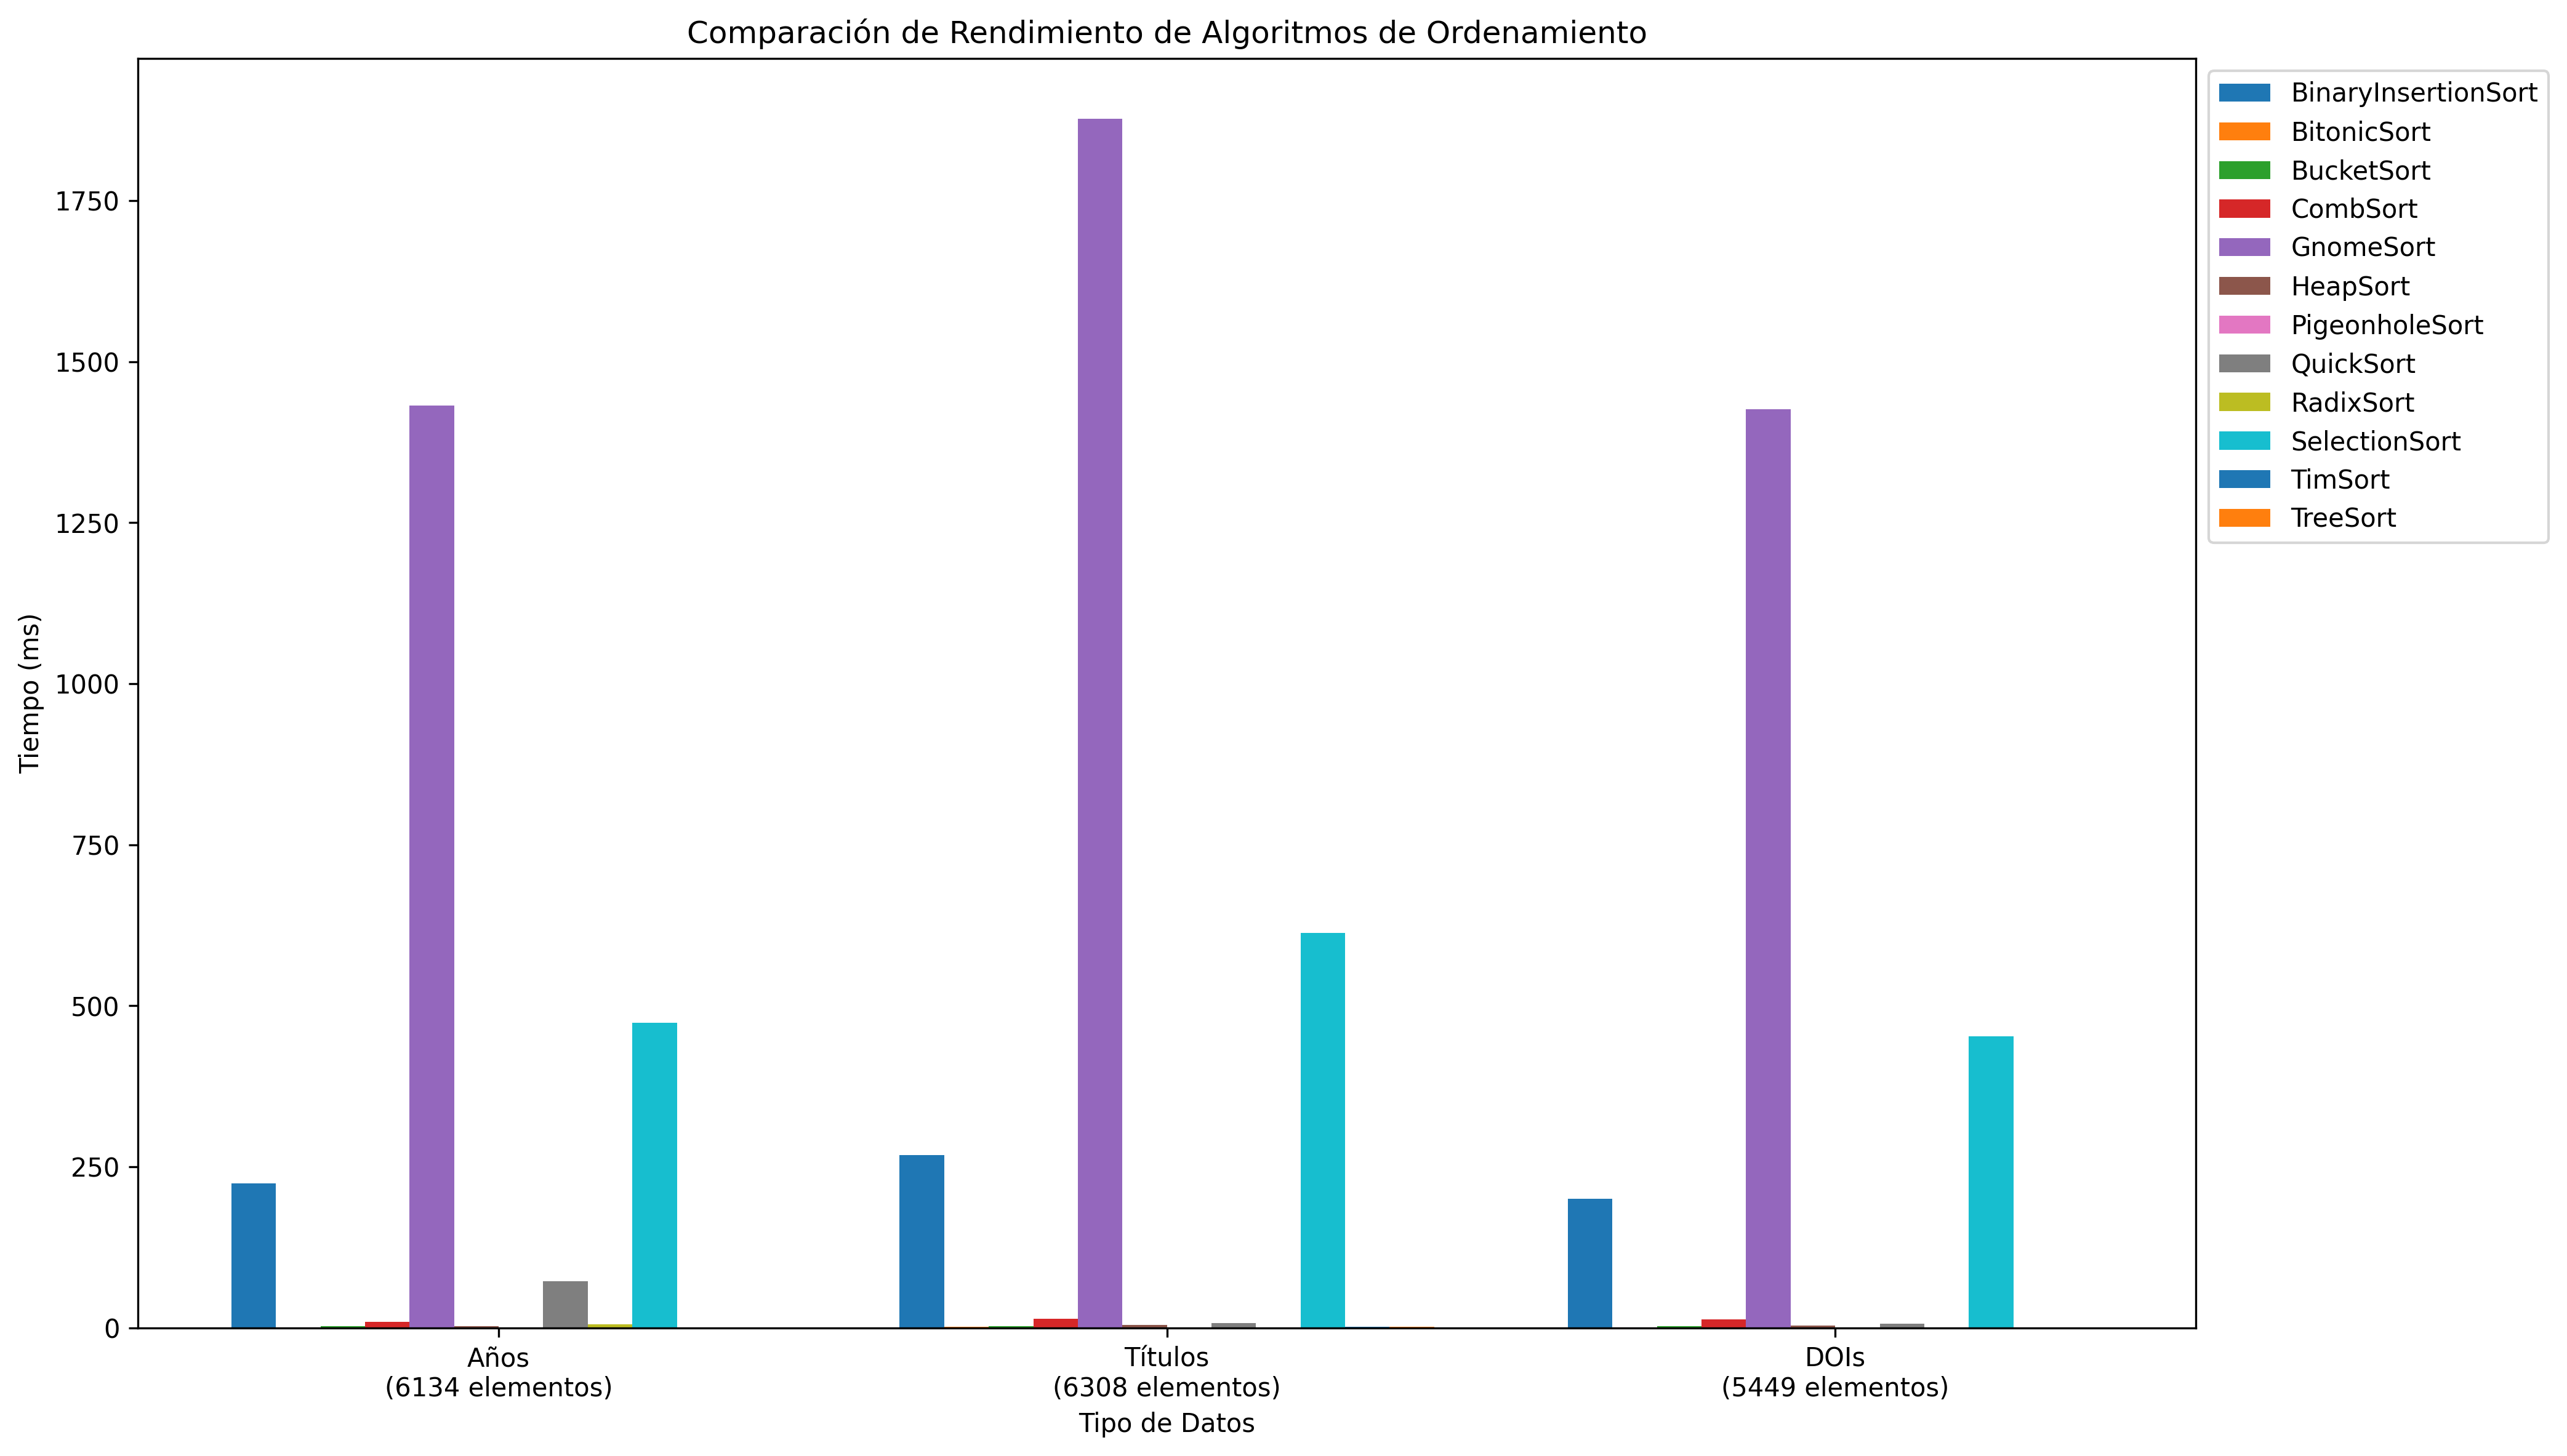 Comparación de Rendimiento de Algoritmos de Ordenamiento
Tiempo (ms)
1750
1500
1250
1000
750
500
250
0
Años
(6134 elementos)
Títulos
(6308 elementos)
DOIs
(5449 elementos)
Tipo de Datos
BinaryInsertionSort
BitonicSort
BucketSort
CombSort
GnomeSort
HeapSort
PigeonholeSort
QuickSort
RadixSort
SelectionSort
TimSort
TreeSort